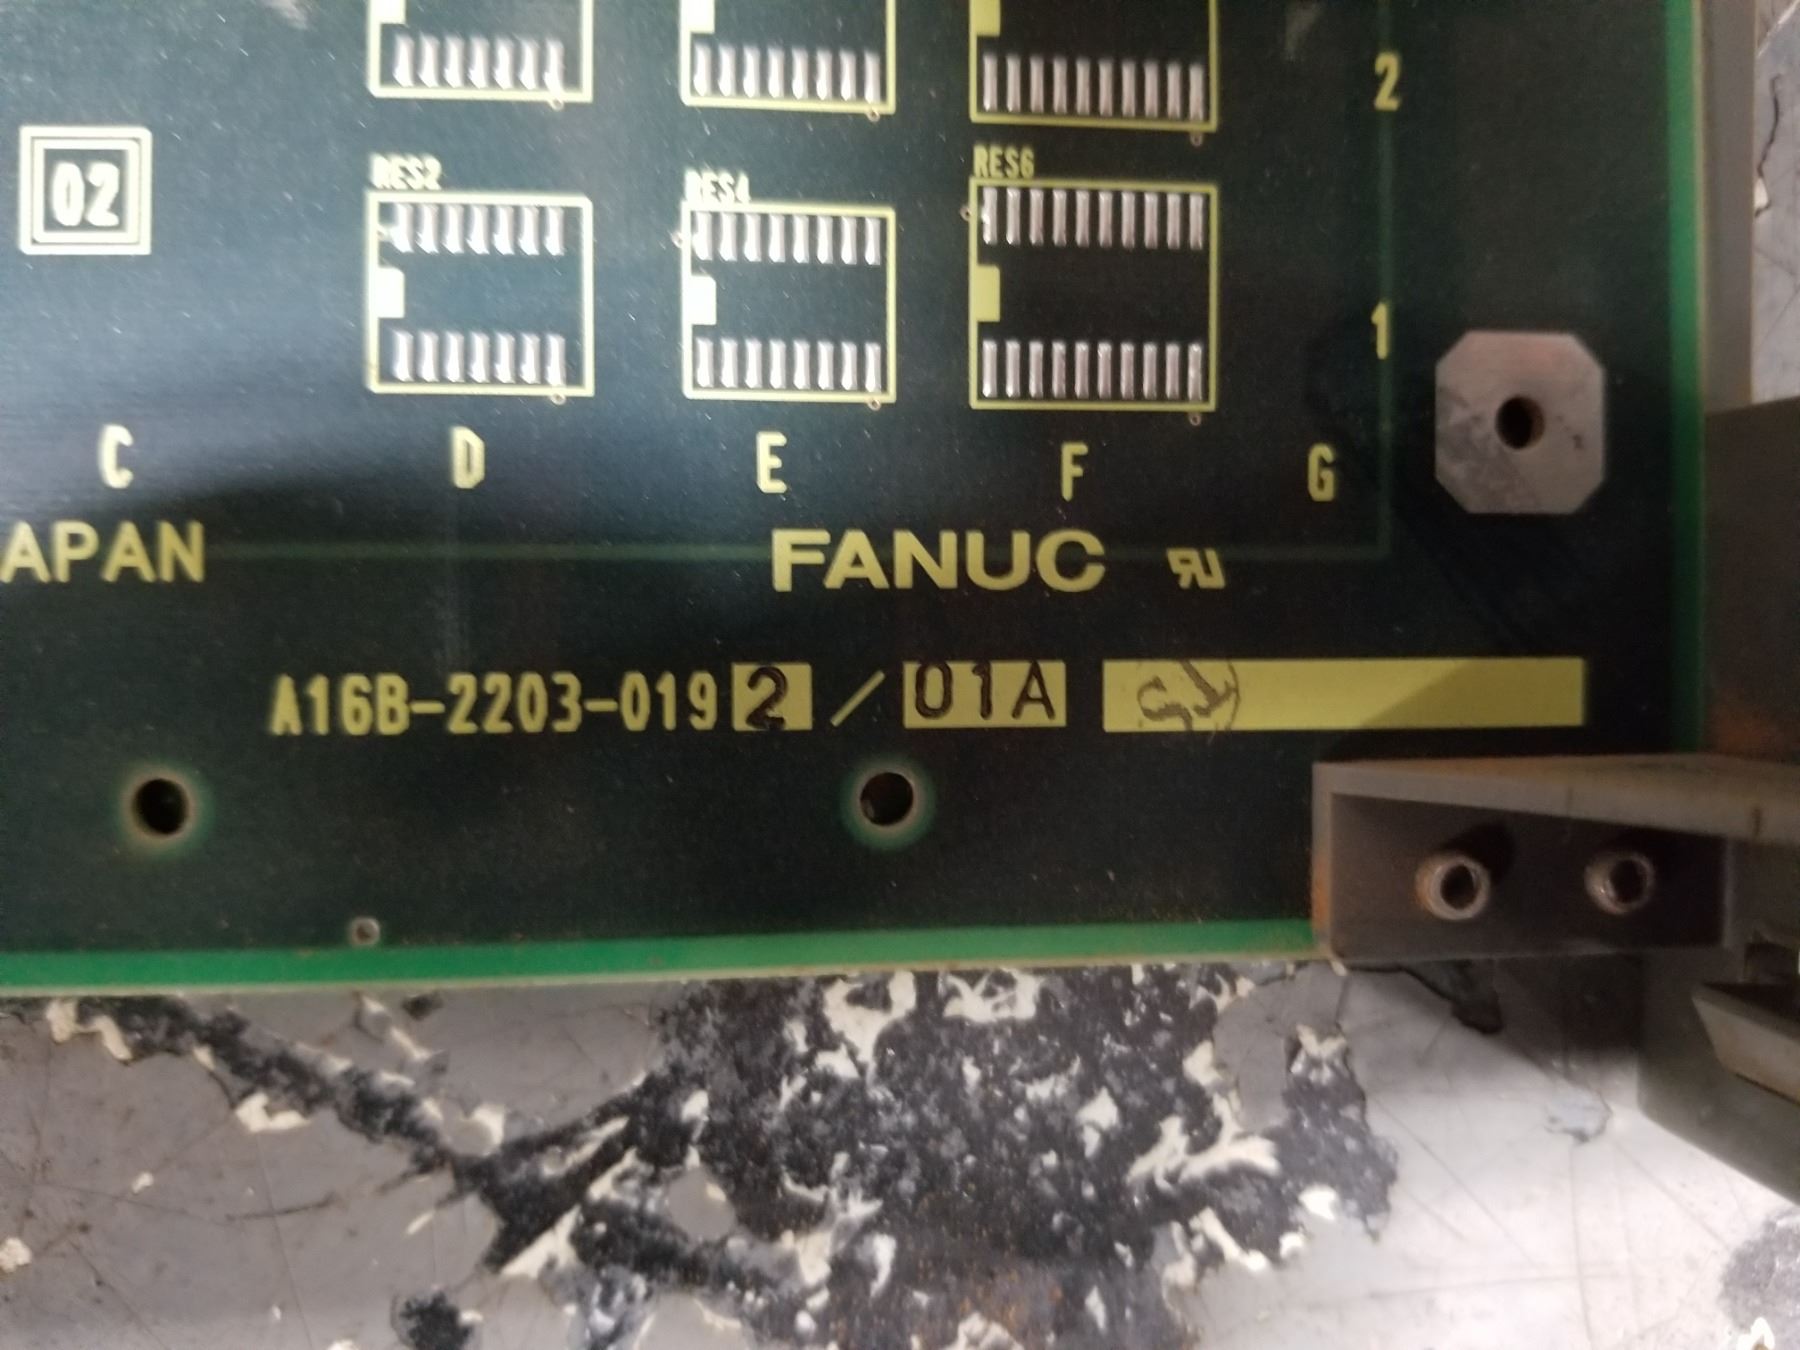 2
02
RES2
RES4
RES6
1
C D E F G
APAN
FANUC
A16B-2203-0192/01A